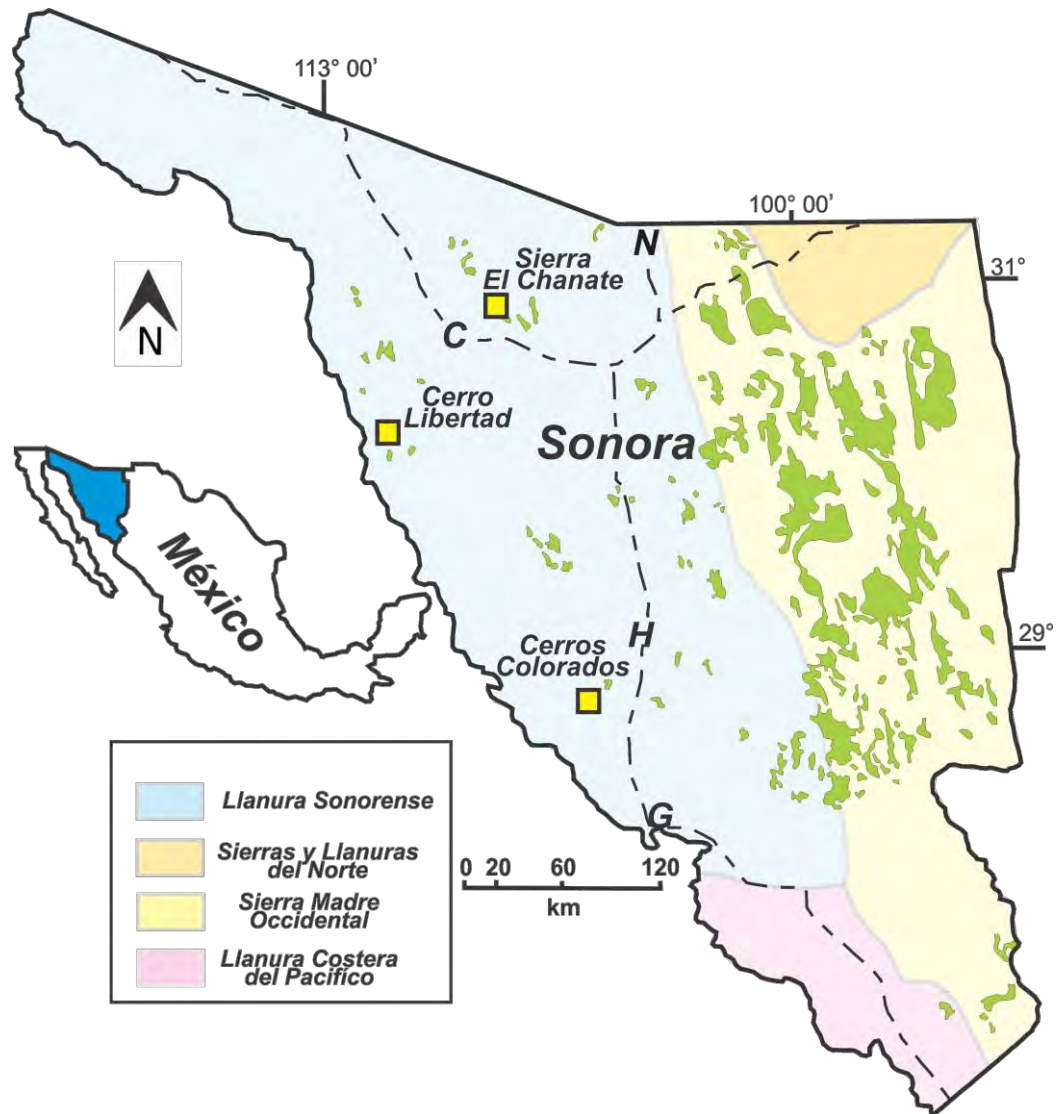 113° 00'
100° 00'
N
Sierra
El Chanate
31°
N
C
Cerro
Libertad
Sonora
México
H
29°
Cerros
Colorados
G
Llanura Sonorense
Sierras y Llanuras
del Norte
Sierra Madre
Occidental
Llanura Costera
del Pacifíco
0 20 60 120
km